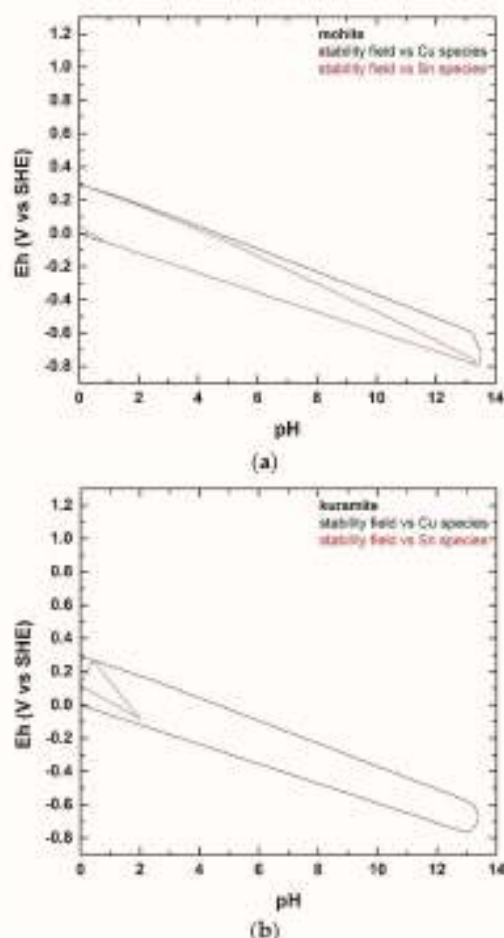 mohite
stability field vs Cu species
stability field vs Sn species
Eh (V vs SHE)
1.2
1.0
0.8
0.6
0.4
0.2
0.0
-0.2
-0.4
-0.6
-0.8
0 2 4 6 8 10 12 14
pH
(a)
kuramite
stability field vs Cu species
stability field vs Sn species
Eh (V vs SHE)
1.2
1.0
0.8
0.6
0.4
0.2
0.0
-0.2
-0.4
-0.6
-0.8
0 2 4 6 8 10 12 14
pH
(b)